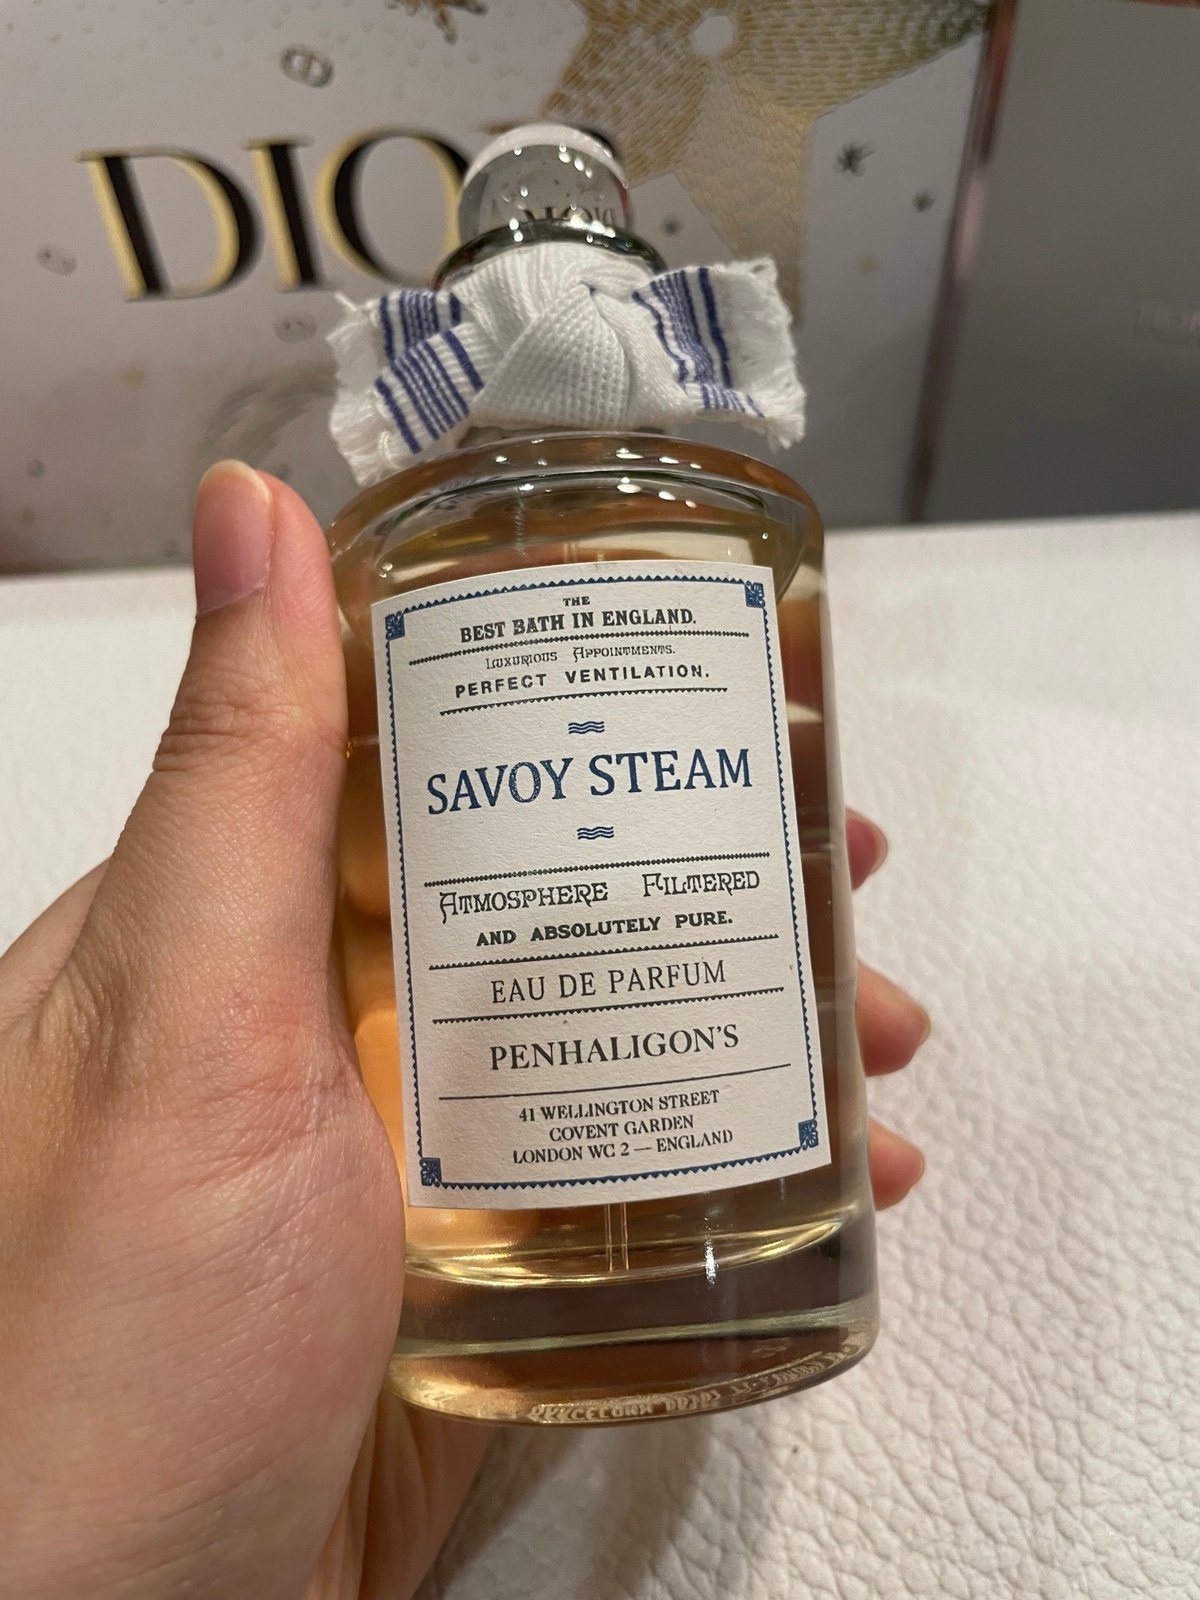 DIO
THE
BEST BATH IN ENGLAND.
LUXURIOUS APPOINTMENTS.
PERFECT VENTILATION.
SAVOY STEAM
ATMOSPHERE FILTERED
AND ABSOLUTELY PURE.
EAU DE PARFUM
PENHALIGON'S
41 WELLINGTON STREET
COVENT GARDEN
LONDON WC 2 — ENGLAND